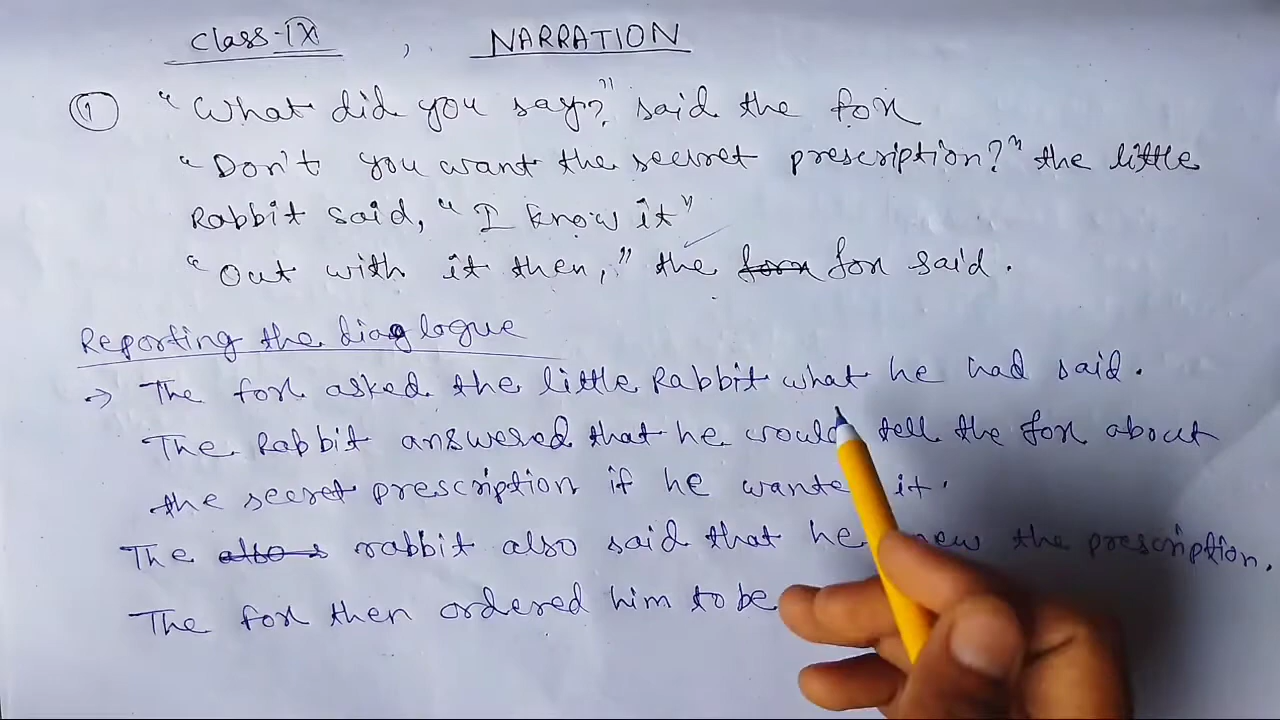 Class-IX, NARRATION
① "What did you say?" said the fox
"Don't you want the secret prescription?" the little
Rabbit said, "I know it"
"Out with it then," the fox said.
Reporting the diaglogue
→ The fox asked the little Rabbit what he had said.
The Rabbit answered that he would tell the fox about
the secret prescription if he wanted it.
The rabbit also said that he the prescription.
The fox then ordered him to be